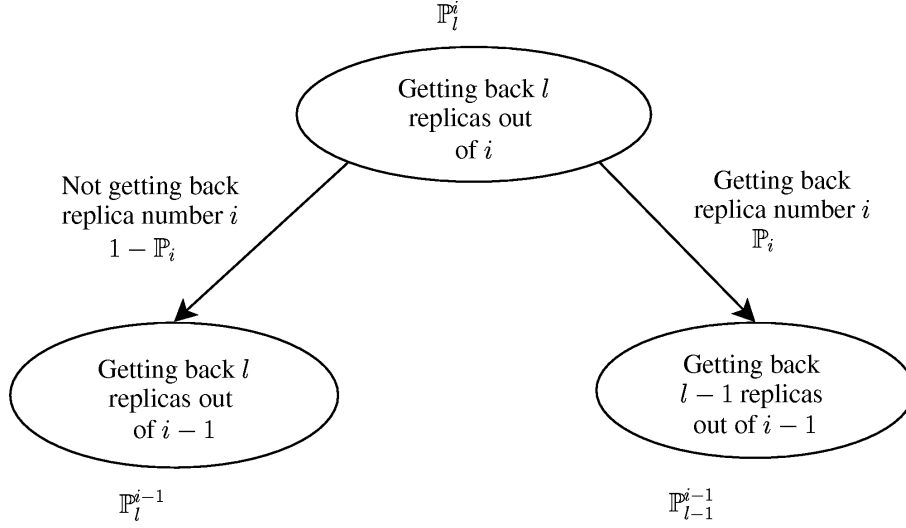 ℙ_l^i
Getting back l
replicas out
of i
Not getting back
replica number i
1 − ℙ_i
Getting back
replica number i
ℙ_i
Getting back l
replicas out
of i − 1
Getting back
l − 1 replicas
out of i − 1
ℙ_l^{i−1}
ℙ_{l−1}^{i−1}